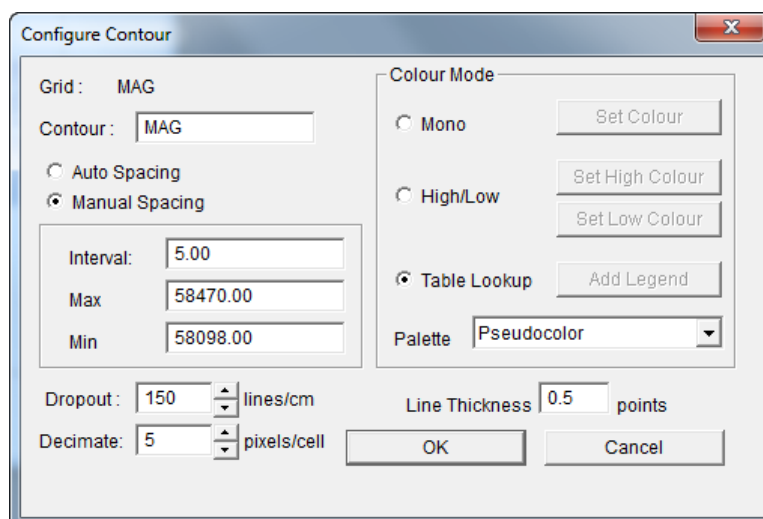 Configure Contour
Grid : MAG
Contour : MAG
Auto Spacing
Manual Spacing
Interval: 5.00
Max 58470.00
Min 58098.00
Dropout : 150 lines/cm
Decimate: 5 pixels/cell
Colour Mode
Mono Set Colour
High/Low Set High Colour
Set Low Colour
Table Lookup Add Legend
Palette Pseudocolor
Line Thickness 0.5 points
OK Cancel